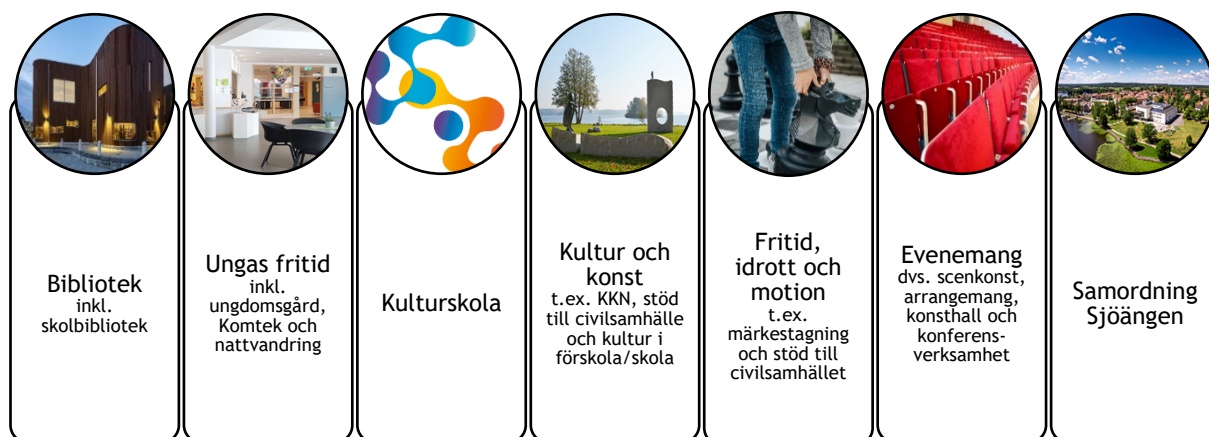 Bibliotek
inkl.
skolbibliotek
Ungas fritid
inkl.
ungdomsgård,
Komtek och
nattvandring
Kulturskola
Kultur och
konst
t.ex. KKN, stöd
till civilsamhälle
och kultur i
förskola/skola
Fritid,
idrott och
motion
t.ex.
märkestagning
och stöd till
civilsamhället
Evenemang
dvs. scenkonst,
arrangemang,
konsthall och
konferens-
verksamhet
Samordning
Sjöängen